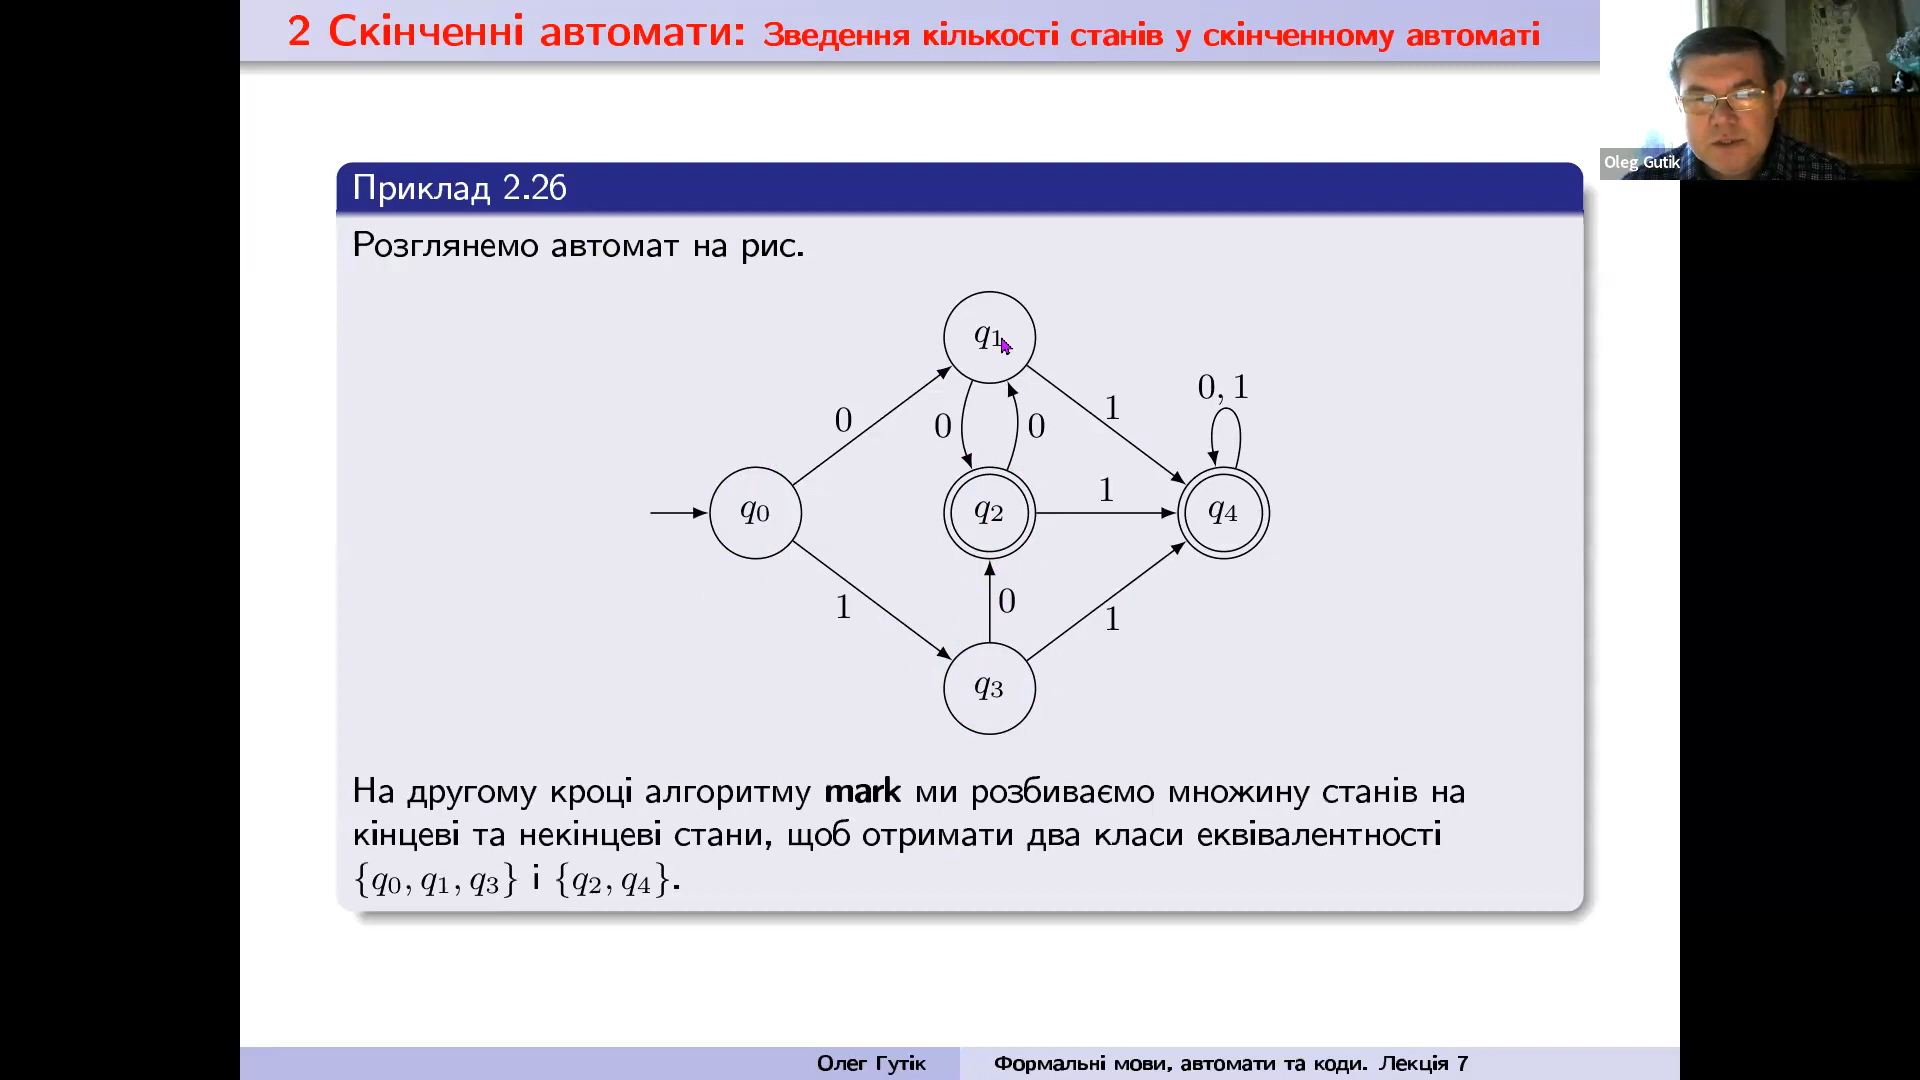 2 Скінченні автомати: Зведення кількості станів у скінченному автоматі
Oleg Gutik
Приклад 2.26
Розглянемо автомат на рис.
q1
0, 1
0
0
0
1
1
q0
q2
q4
1
0
1
q3
На другому кроці алгоритму mark ми розбиваємо множину станів на
кінцеві та некінцеві стани, щоб отримати два класи еквівалентності
{q0, q1, q3} і {q2, q4}.
Олег Гутік
Формальні мови, автомати та коди. Лекція 7